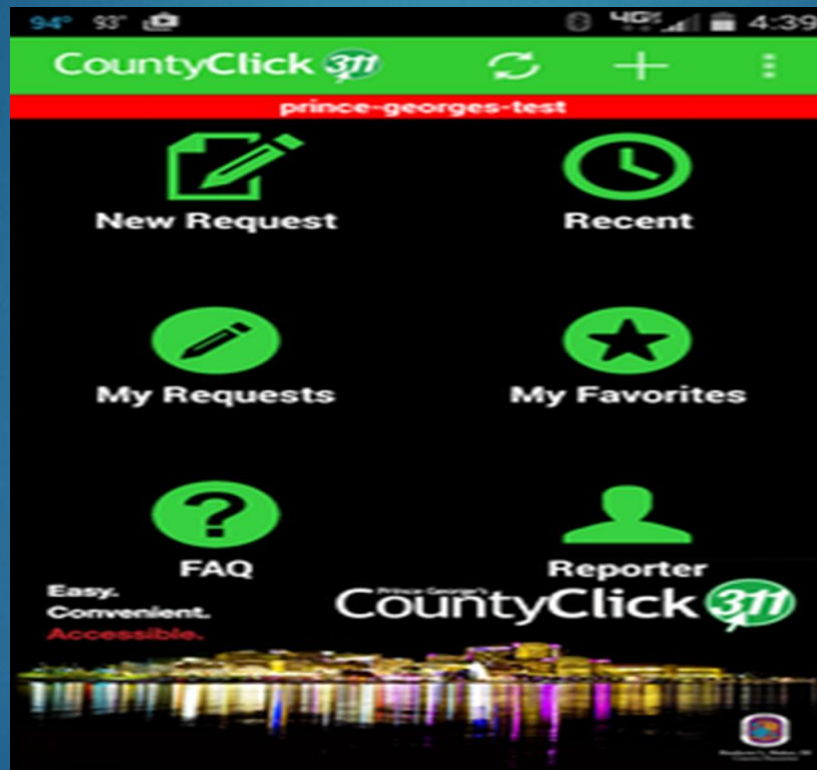 94° 93° 4G 4:39
CountyClick 311
prince-georges-test
New Request Recent
My Requests My Favorites
FAQ Reporter
Easy.
Convenient.
Accessible.
Prince George's
CountyClick 311